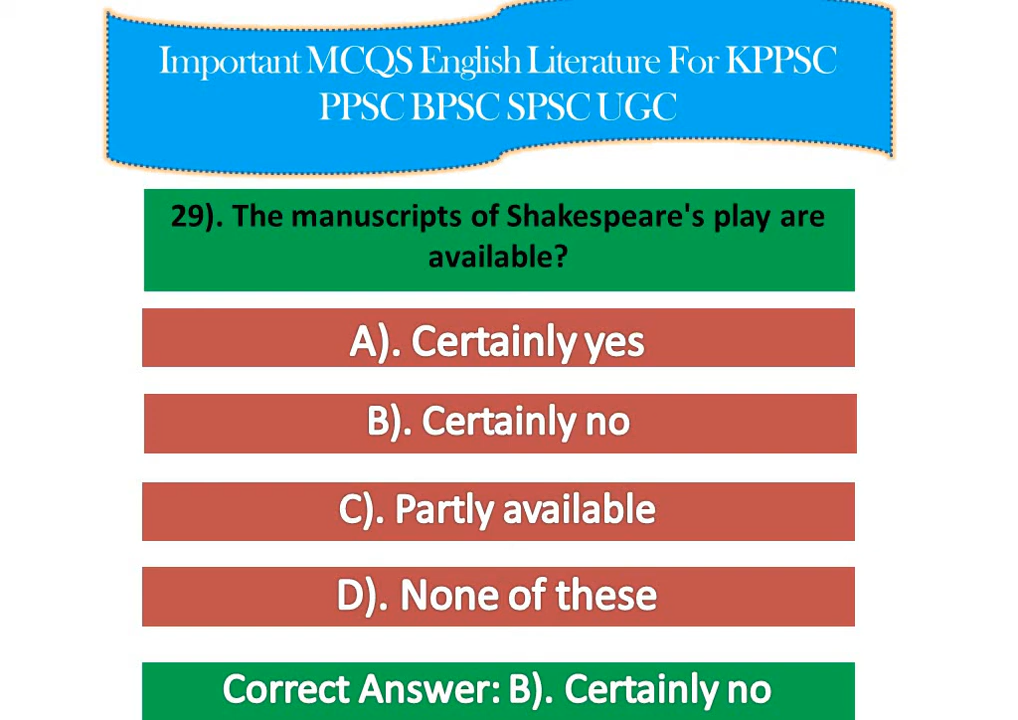 Important MCQS English Literature For KPPSC
PPSC BPSC SPSC UGC
29). The manuscripts of Shakespeare's play are
available?
A). Certainly yes
B). Certainly no
C). Partly available
D). None of these
Correct Answer: B). Certainly no